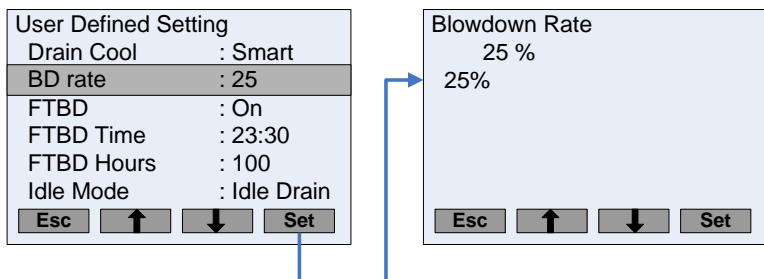 User Defined Setting
Drain Cool : Smart
BD rate : 25
FTBD : On
FTBD Time : 23:30
FTBD Hours : 100
Idle Mode : Idle Drain
Esc Set
Blowdown Rate
25 %
25%
Esc Set